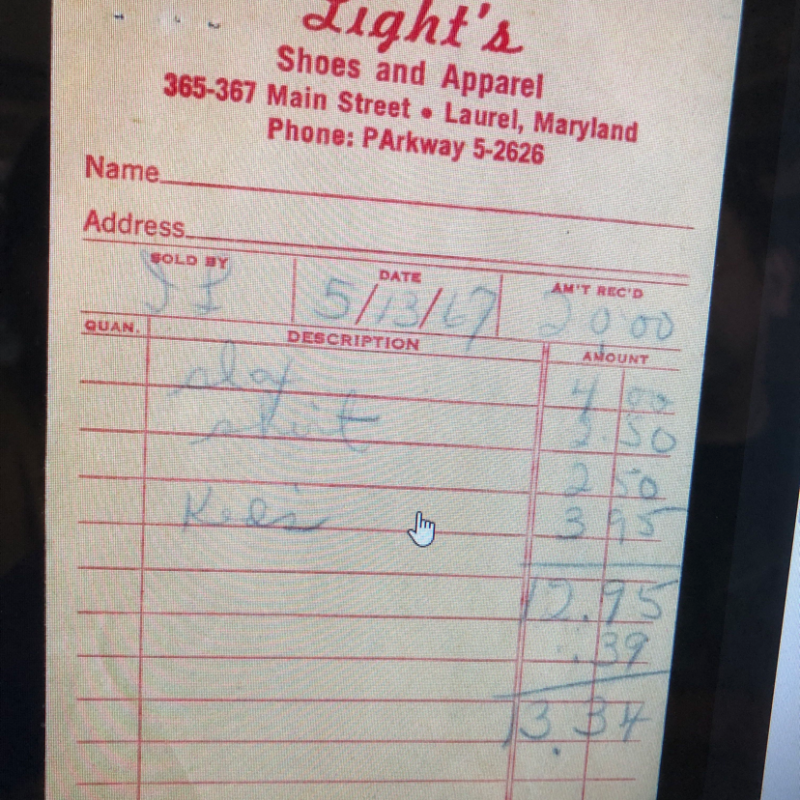 Light's
Shoes and Apparel
365-367 Main Street • Laurel, Maryland
Phone: PArkway 5-2626
Name
Address
SOLD BY DATE AM'T REC'D
5/13/67 20.00
QUAN. DESCRIPTION AMOUNT
4 00
shirt 2.50
2 50
Keds 3 95
12.95
.39
13.34